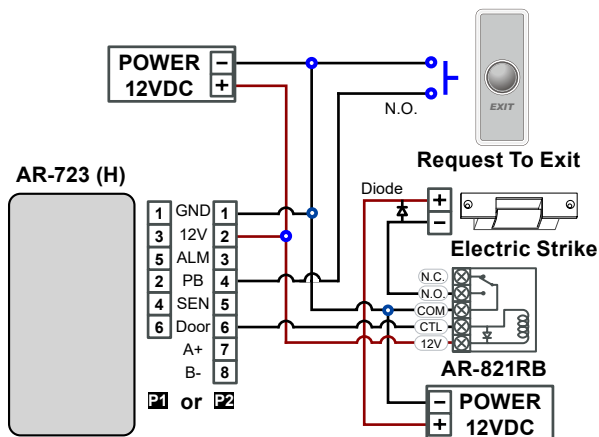 POWER −
12VDC +
N.O.
EXIT
Request To Exit
AR-723 (H)
1 GND 1
3 12V 2
5 ALM 3
2 PB 4
4 SEN 5
6 Door 6
A+ 7
B- 8
P1 or P2
Diode
+
−
Electric Strike
N.C.
N.O.
COM
CTL
12V
AR-821RB
− POWER
+ 12VDC